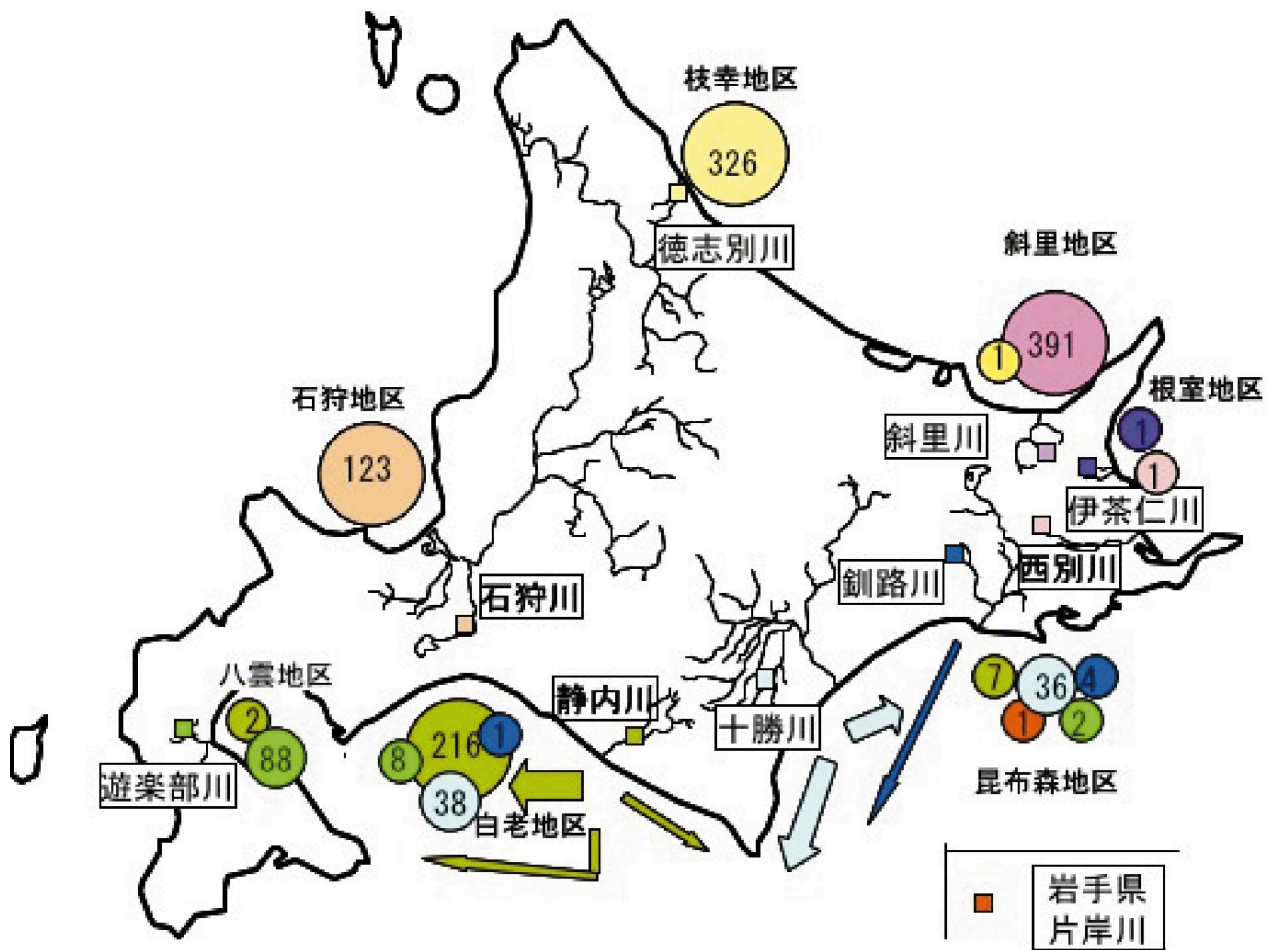 枝幸地区
326
徳志別川
斜里地区
391
1
石狩地区
123
根室地区
1
1
斜里川
伊茶仁川
西別川
釧路川
石狩川
八雲地区
2
88
遊楽部川
静内川
十勝川
216
1
8
38
白老地区
7
36
4
1
2
昆布森地区
岩手県
片岸川